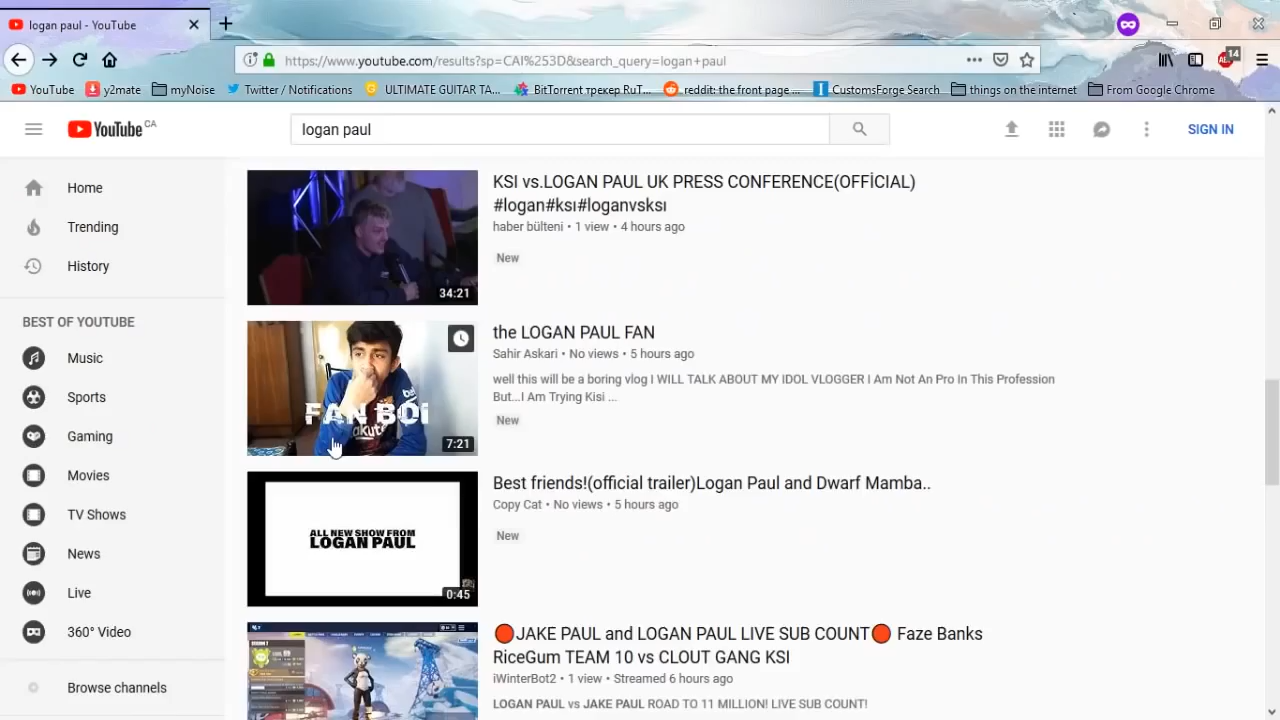 logan paul - YouTube
https://www.youtube.com/results?sp=CAI%253D&search_query=logan+paul
14
YouTube
y2mate
myNoise
Twitter / Notifications
ULTIMATE GUITAR TA...
BitTorrent трекер RuT...
reddit: the front page ...
CustomsForge Search
things on the internet
From Google Chrome
YouTube CA
logan paul
SIGN IN
Home
Trending
History
BEST OF YOUTUBE
Music
Sports
Gaming
Movies
TV Shows
News
Live
360° Video
Browse channels
34:21
KSI vs.LOGAN PAUL UK PRESS CONFERENCE(OFFİCİAL)
#logan#ksı#loganvsksı
haber bülteni • 1 view • 4 hours ago
New
FAN BOI
akute
7:21
the LOGAN PAUL FAN
Sahir Askari • No views • 5 hours ago
well this will be a boring vlog I WILL TALK ABOUT MY IDOL VLOGGER I Am Not An Pro In This Profession
But...I Am Trying Kisi ...
New
ALL NEW SHOW FROM
LOGAN PAUL
0:45
Best friends!(official trailer)Logan Paul and Dwarf Mamba..
Copy Cat • No views • 5 hours ago
New
🔴JAKE PAUL and LOGAN PAUL LIVE SUB COUNT🔴 Faze Banks
RiceGum TEAM 10 vs CLOUT GANG KSI
iWinterBot2 • 1 view • Streamed 6 hours ago
LOGAN PAUL vs JAKE PAUL ROAD TO 11 MILLION! LIVE SUB COUNT!